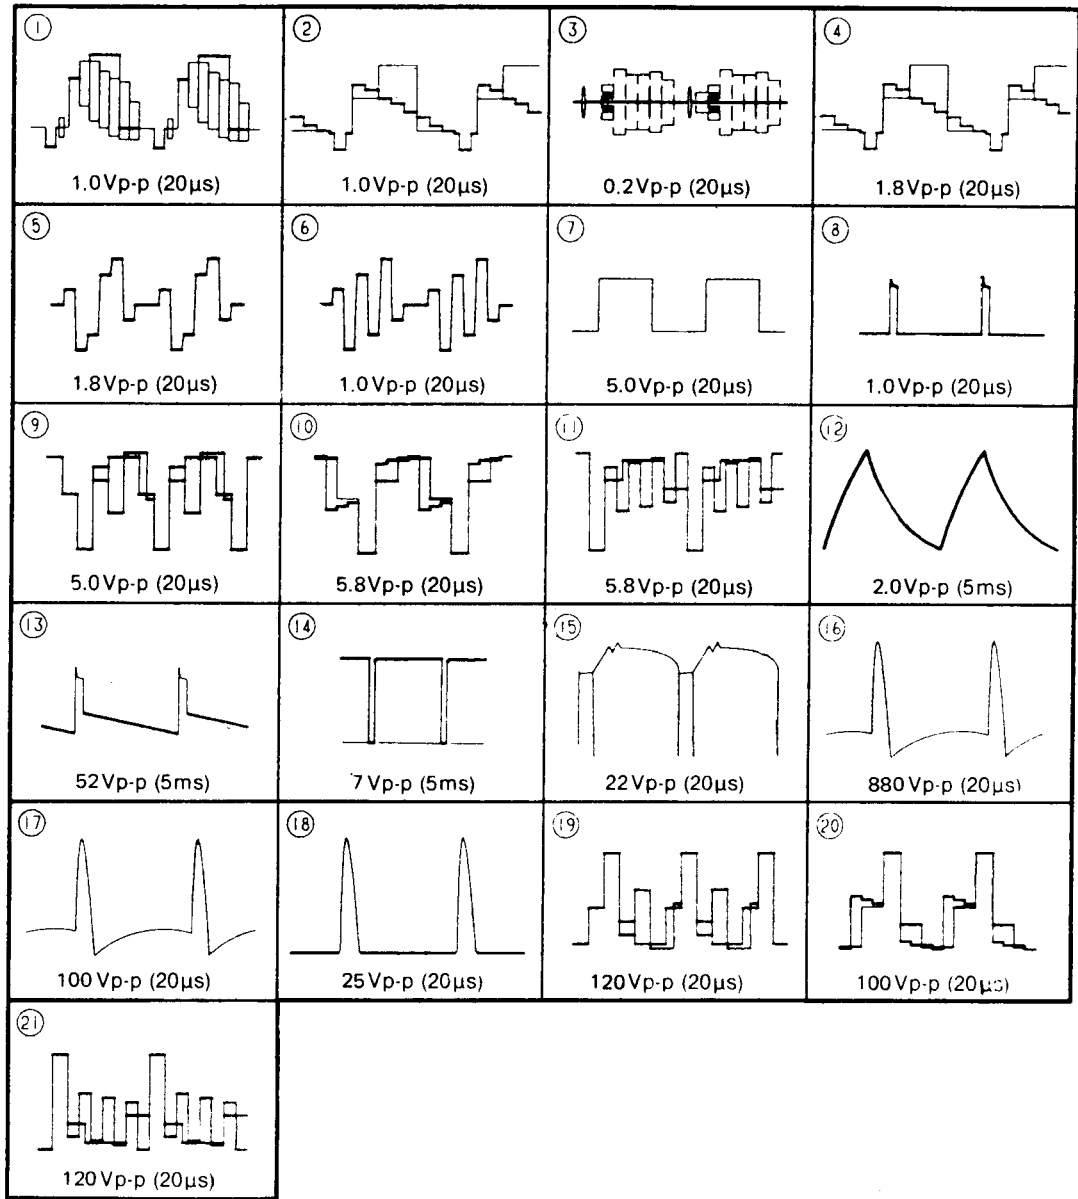 ① ② ③ ④
1.0Vp-p (20µs) 1.0Vp-p (20µs) 0.2Vp-p (20µs) 1.8Vp-p (20µs)
⑤ ⑥ ⑦ ⑧
1.8Vp-p (20µs) 1.0Vp-p (20µs) 5.0Vp-p (20µs) 1.0Vp-p (20µs)
⑨ ⑩ ⑪ ⑫
5.0Vp-p (20µs) 5.8Vp-p (20µs) 5.8Vp-p (20µs) 2.0Vp-p (5ms)
⑬ ⑭ ⑮ ⑯
52Vp-p (5ms) 7Vp-p (5ms) 22Vp-p (20µs) 880Vp-p (20µs)
⑰ ⑱ ⑲ ⑳
100Vp-p (20µs) 25Vp-p (20µs) 120Vp-p (20µs) 100Vp-p (20µs)
㉑
120Vp-p (20µs)